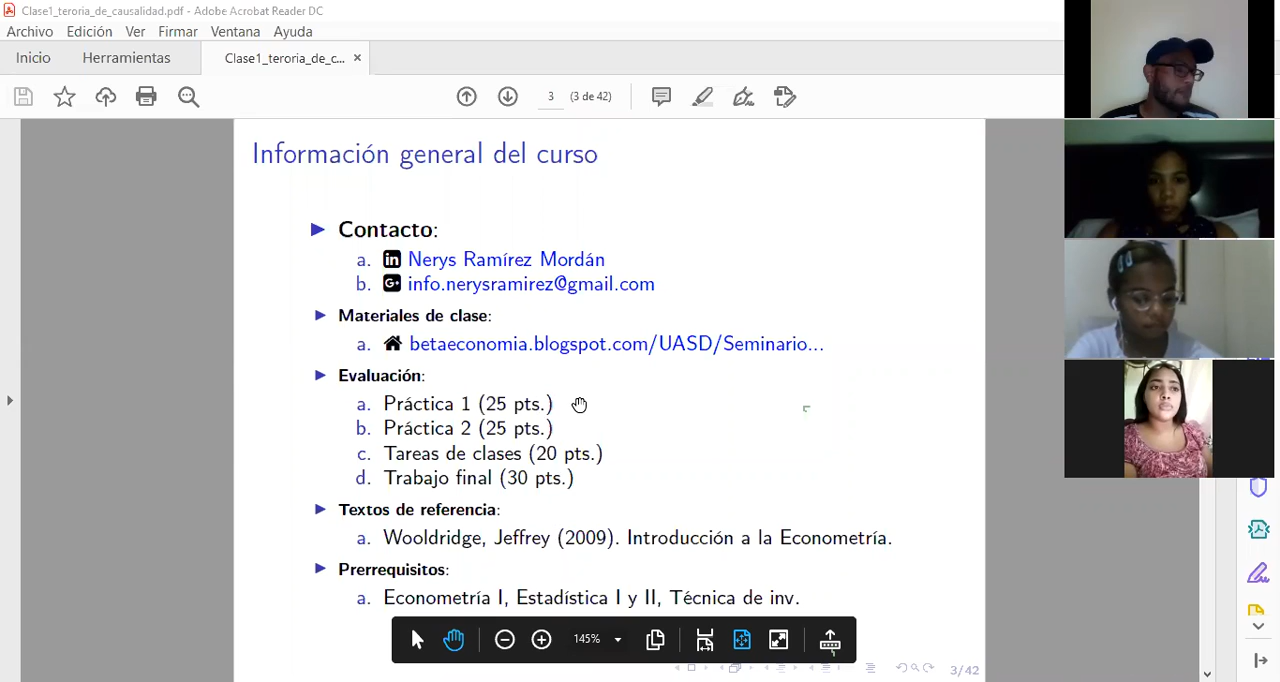 Clase1_teroria_de_causalidad.pdf - Adobe Acrobat Reader DC
Archivo Edición Ver Firmar Ventana Ayuda
Inicio Herramientas Clase1_teroria_de_c... ×
3 (3 de 42)
Información general del curso
Contacto:
a. in Nerys Ramírez Mordán
b. G+ info.nerysramirez@gmail.com
Materiales de clase:
a. betaeconomia.blogspot.com/UASD/Seminario...
Evaluación:
a. Práctica 1 (25 pts.)
b. Práctica 2 (25 pts.)
c. Tareas de clases (20 pts.)
d. Trabajo final (30 pts.)
Textos de referencia:
a. Wooldridge, Jeffrey (2009). Introducción a la Econometría.
Prerrequisitos:
a. Econometría I, Estadística I y II, Técnica de inv.
145%
3/42